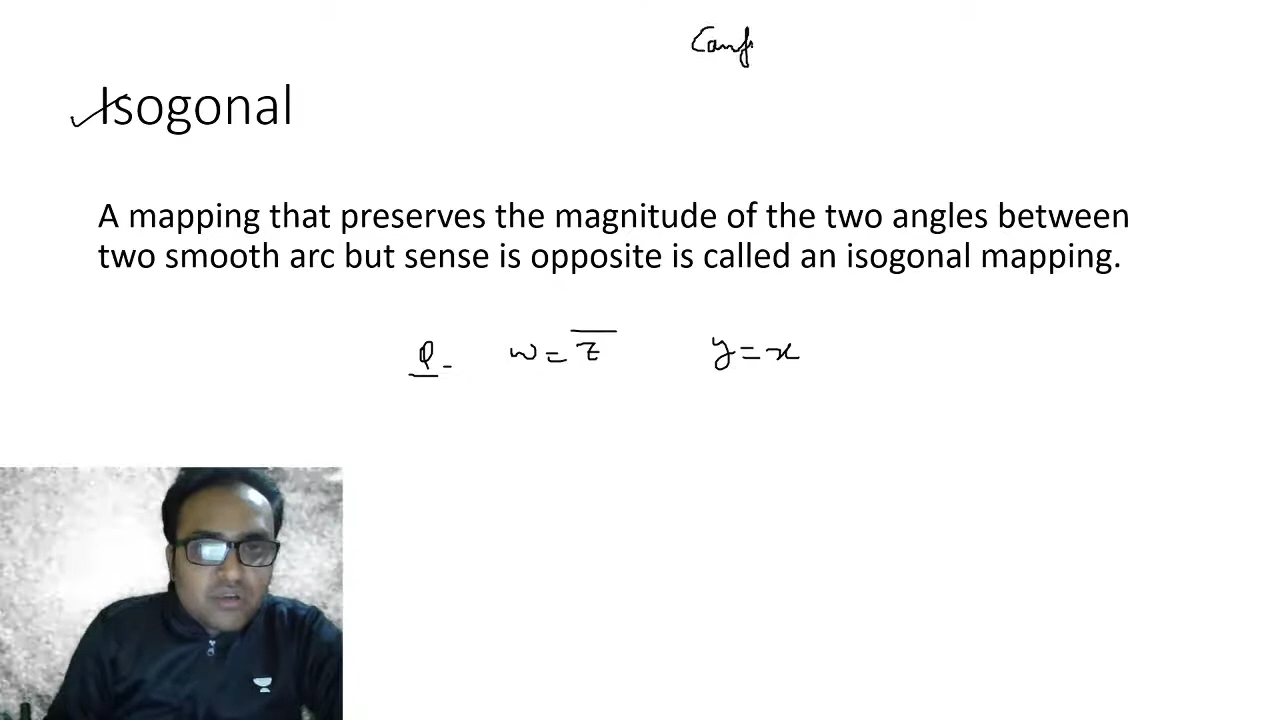 Conf
Isogonal
A mapping that preserves the magnitude of the two angles between
two smooth arc but sense is opposite is called an isogonal mapping.
Q- w = z̅ y = x